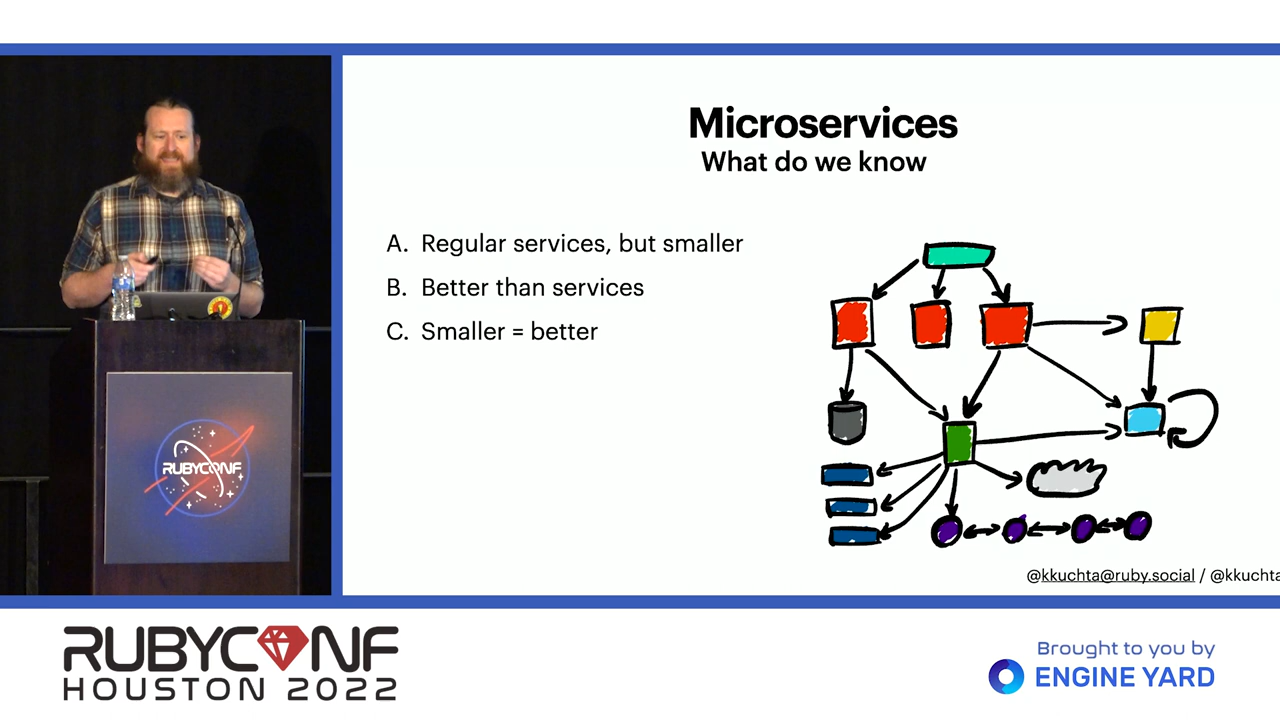 Microservices
What do we know
A. Regular services, but smaller
B. Better than services
C. Smaller = better
@kkuchta@ruby.social / @kkuchta
RUBYCONF
RUBYCONF
HOUSTON 2022
Brought to you by
ENGINE YARD